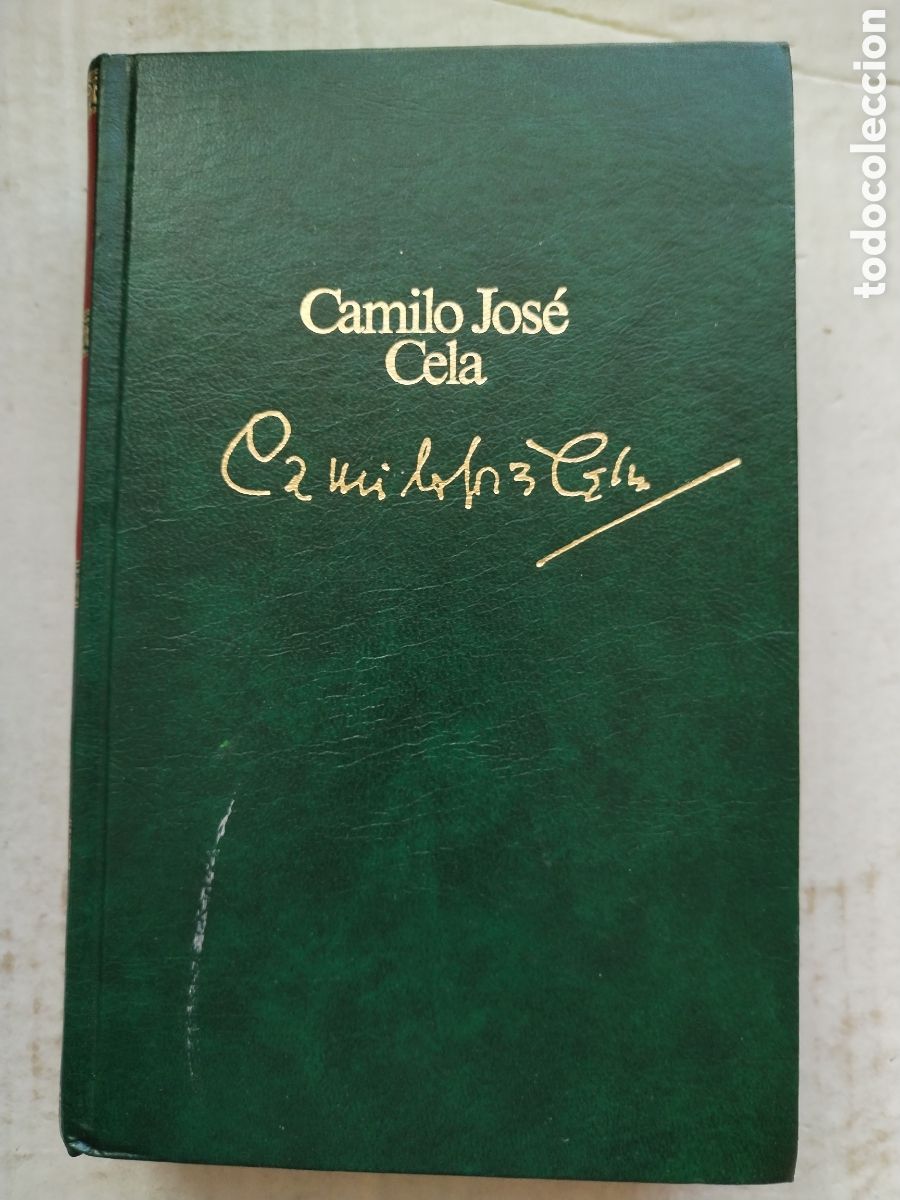 Camilo José
Cela
Camilo José Cela
todocoleccion